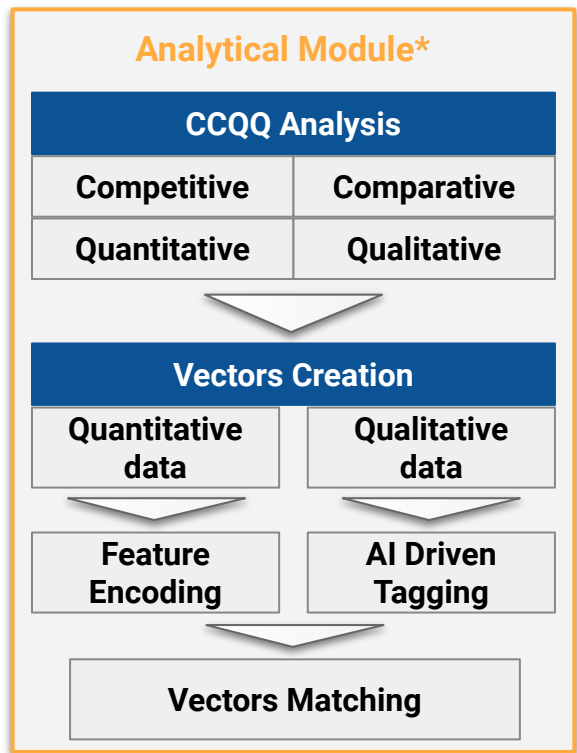 Analytical Module*
CCQQ Analysis
Competitive
Comparative
Quantitative
Qualitative
Vectors Creation
Quantitative
data
Qualitative
data
Feature
Encoding
AI Driven
Tagging
Vectors Matching